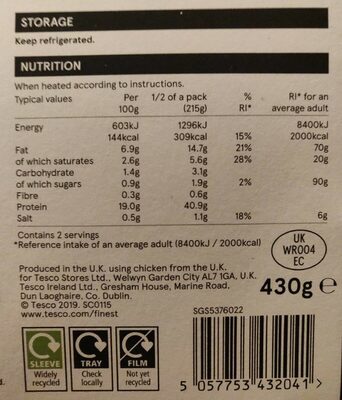 STORAGE
Keep refrigerated.
NUTRITION
When heated according to instructions.
Typical values Per 100g 1/2 of a pack (215g) % RI* RI* for an average adult
Energy 603kJ 1296kJ 8400kJ
144kcal 309kcal 15% 2000kcal
Fat 6.9g 14.7g 21% 70g
of which saturates 2.6g 5.6g 28% 20g
Carbohydrate 1.4g 3.1g
of which sugars 0.9g 1.9g 2% 90g
Fibre 0.3g 0.6g
Protein 19.0g 40.9g
Salt 0.5g 1.1g 18% 6g
Contains 2 servings
*Reference intake of an average adult (8400kJ / 2000kcal)
UK
WR004
EC
Produced in the U.K. using chicken from the U.K.
for Tesco Stores Ltd., Welwyn Garden City AL7 1GA. U.K.
Tesco Ireland Ltd., Gresham House, Marine Road,
Dun Laoghaire. Co. Dublin.
© Tesco 2019. SC0115
www.tesco.com/finest
430g e
SGS5376022
SLEEVE
Widely
recycled
TRAY
Check
locally
FILM
Not yet
recycled
5 057753 432041 >
d.